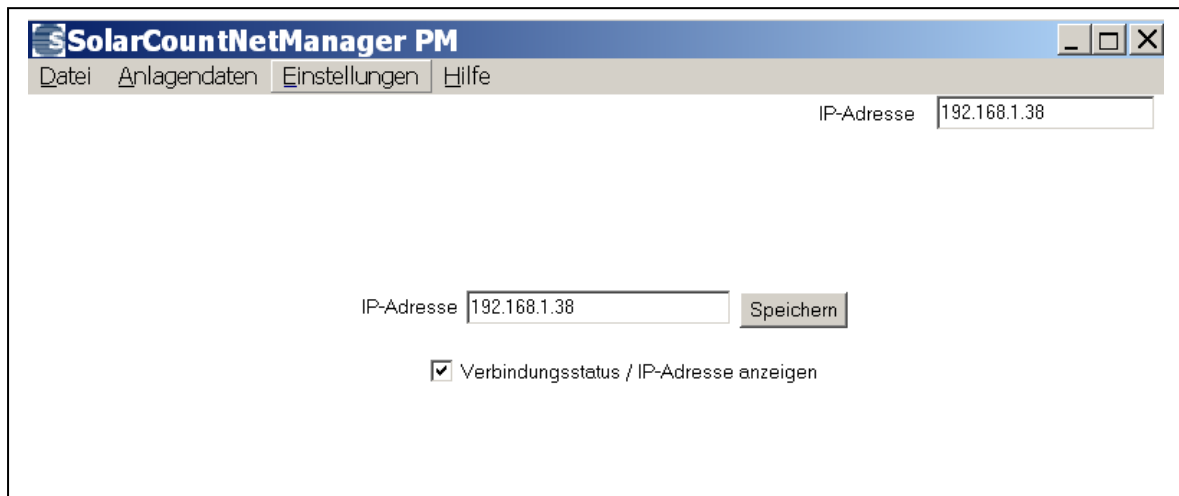 SolarCountNetManager PM
Datei Anlagendaten Einstellungen Hilfe
IP-Adresse 192.168.1.38
IP-Adresse 192.168.1.38 Speichern
Verbindungsstatus / IP-Adresse anzeigen